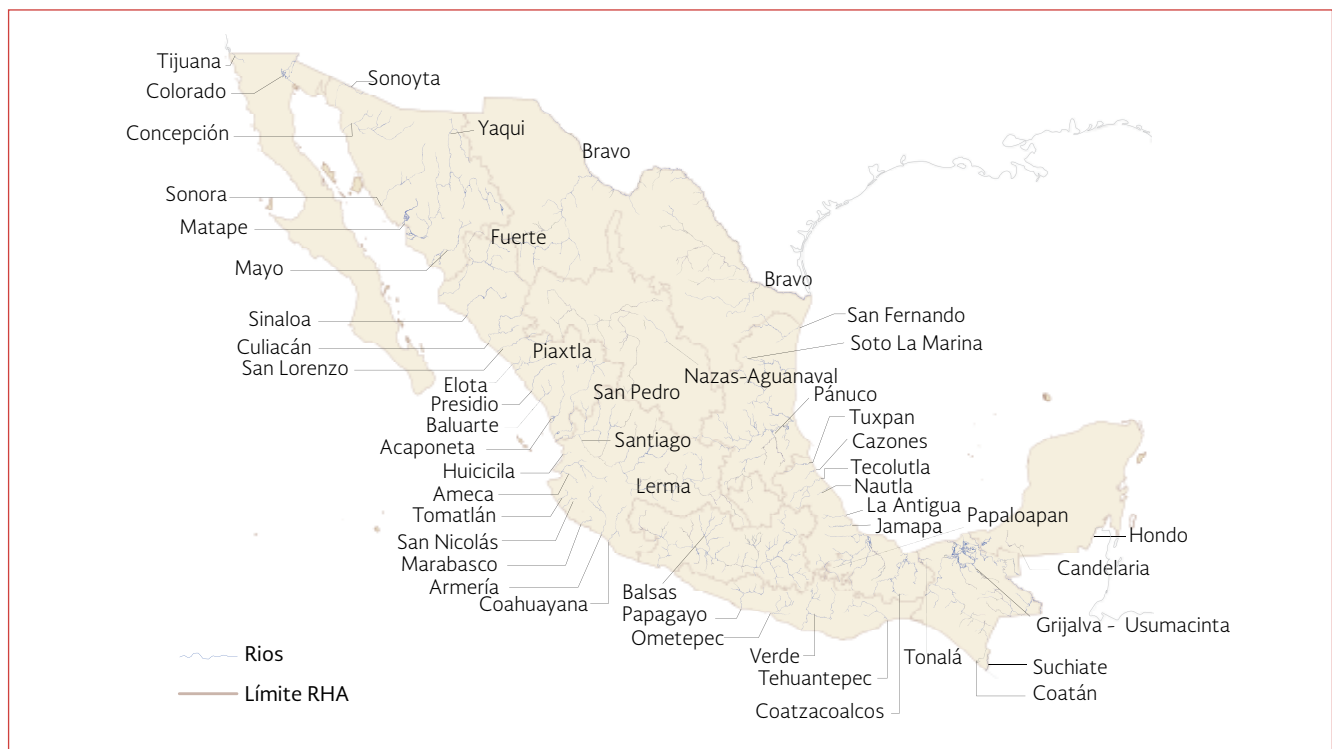 Tijuana
Colorado
Sonoyta
Concepción
Yaqui
Bravo
Sonora
Matape
Fuerte
Mayo
Bravo
Sinaloa
San Fernando
Culiacán
Soto La Marina
San Lorenzo
Piaxtla
Elota
Nazas-Aguanaval
San Pedro
Pánuco
Presidio
Baluarte
Tuxpan
Acaponeta
Santiago
Cazones
Huicicila
Tecolutla
Ameca
Lerma
Nautla
Tomatlán
La Antigua
Papaloapan
Jamapa
San Nicolás
Hondo
Marabasco
Candelaria
Armería
Balsas
Coahuayana
Papagayo
Grijalva - Usumacinta
Ometepec
Verde
Tonalá
Rios
Suchiate
Tehuantepec
Límite RHA
Coatán
Coatzacoalcos